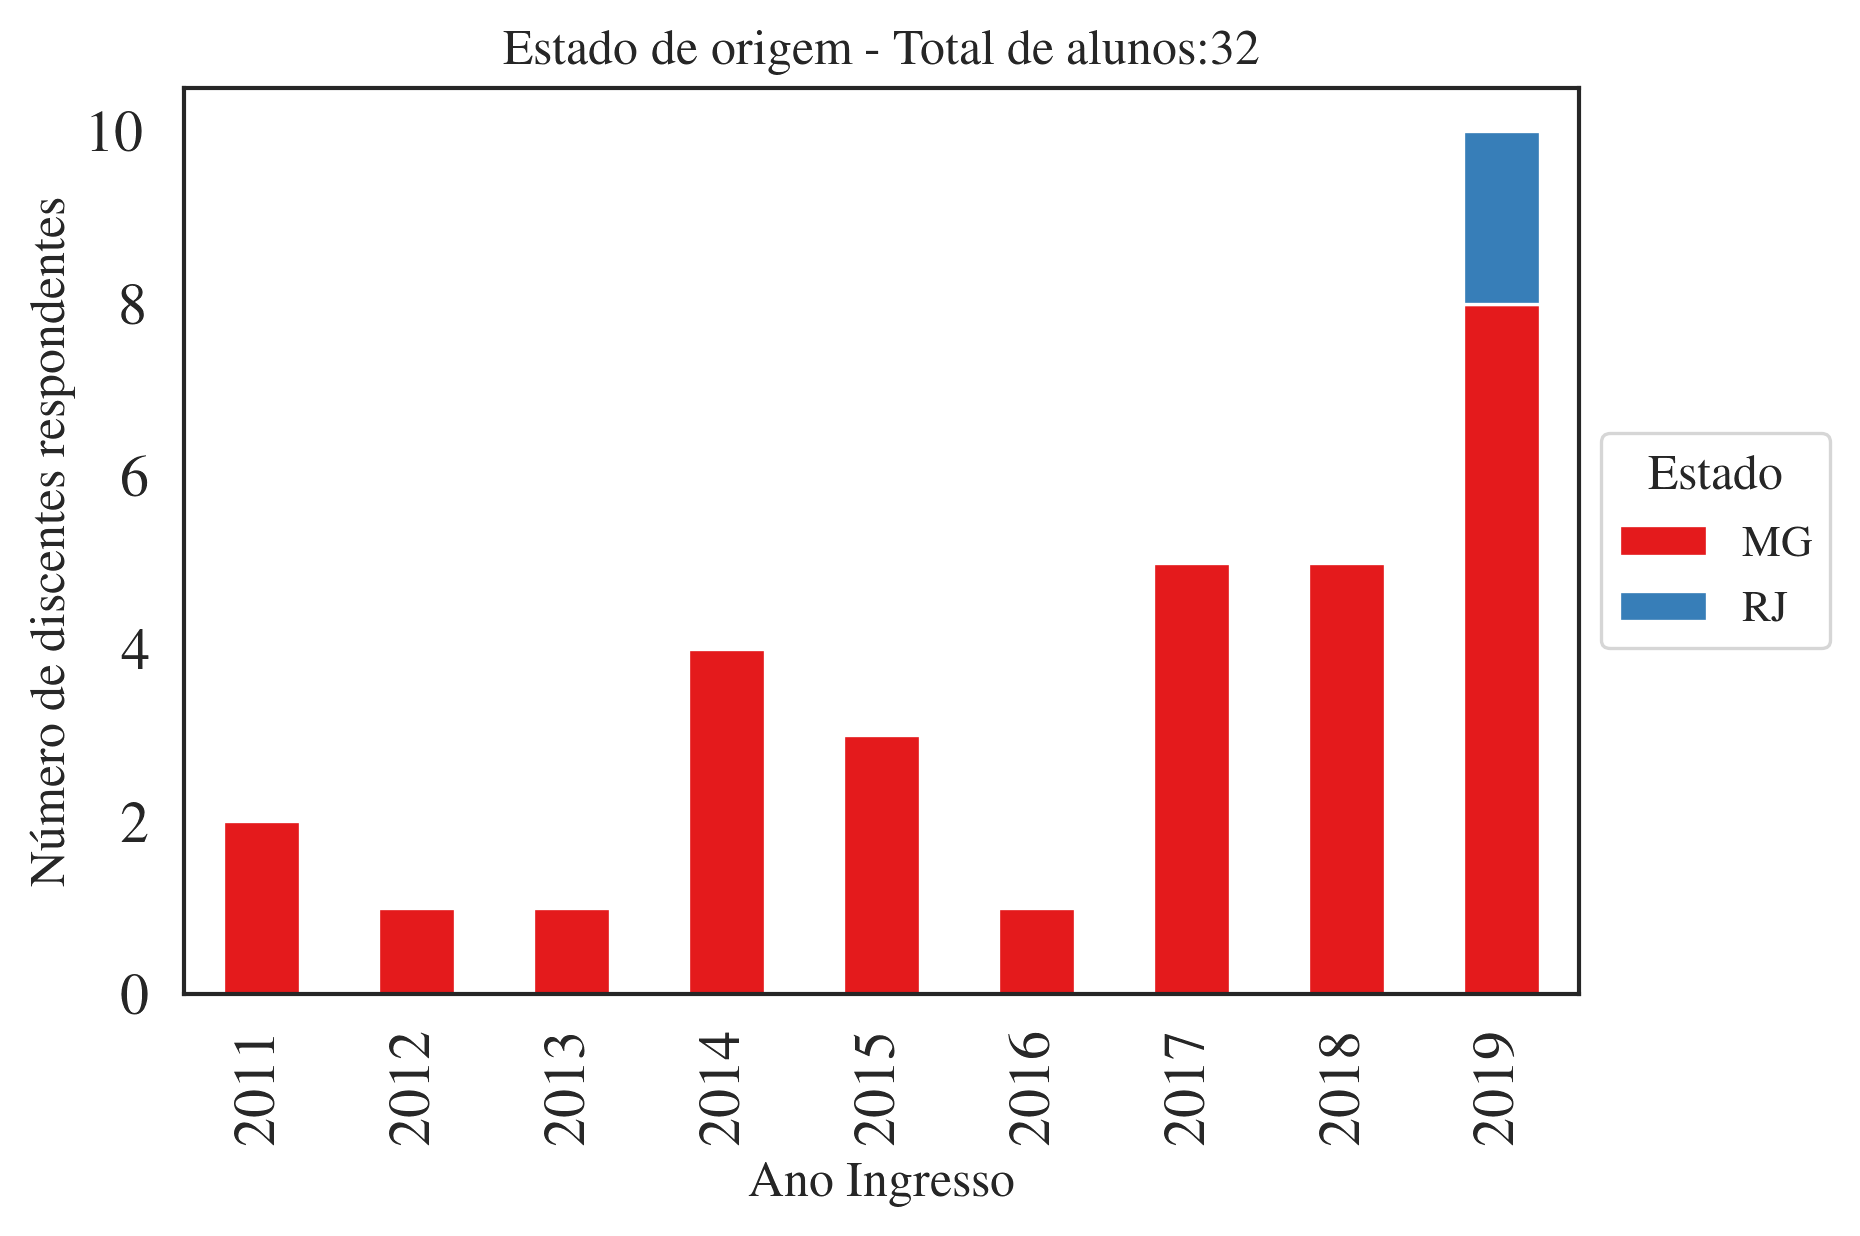 Estado de origem - Total de alunos:32
Número de discentes respondentes
10
8
6
4
2
0
2011
2012
2013
2014
2015
2016
2017
2018
2019
Ano Ingresso
Estado
MG
RJ